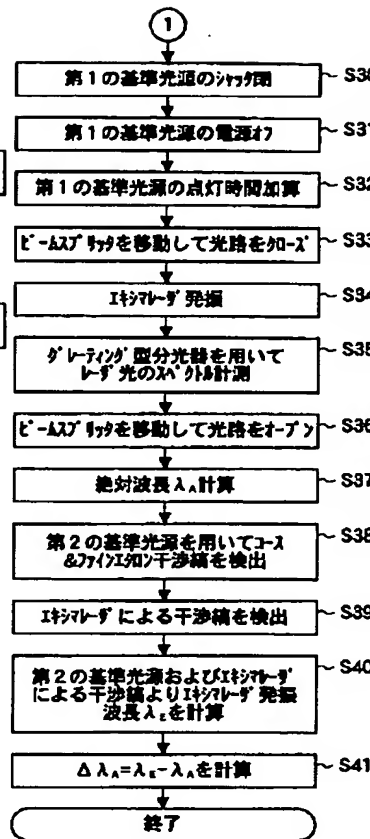 1
第1の基準光源のシャッタ閉
S30
第1の基準光源の電源オフ
S31
第1の基準光源の点灯時間加算
S32
ビームスプリッタを移動して光路をクローズ
S33
エキシマレーザ発振
S34
グレーティング型分光器を用いて
レーザ光のスペクトル計測
S35
ビームスプリッタを移動して光路をオープン
S36
絶対波長λA計算
S37
第2の基準光源を用いてコース
&ファインエタロン干渉縞を検出
S38
エキシマレーザによる干渉縞を検出
S39
第2の基準光源およびエキシマレーザ
による干渉縞よりエキシマレーザ発振
波長λEを計算
S40
ΔλA=λE-λAを計算
S41
終了